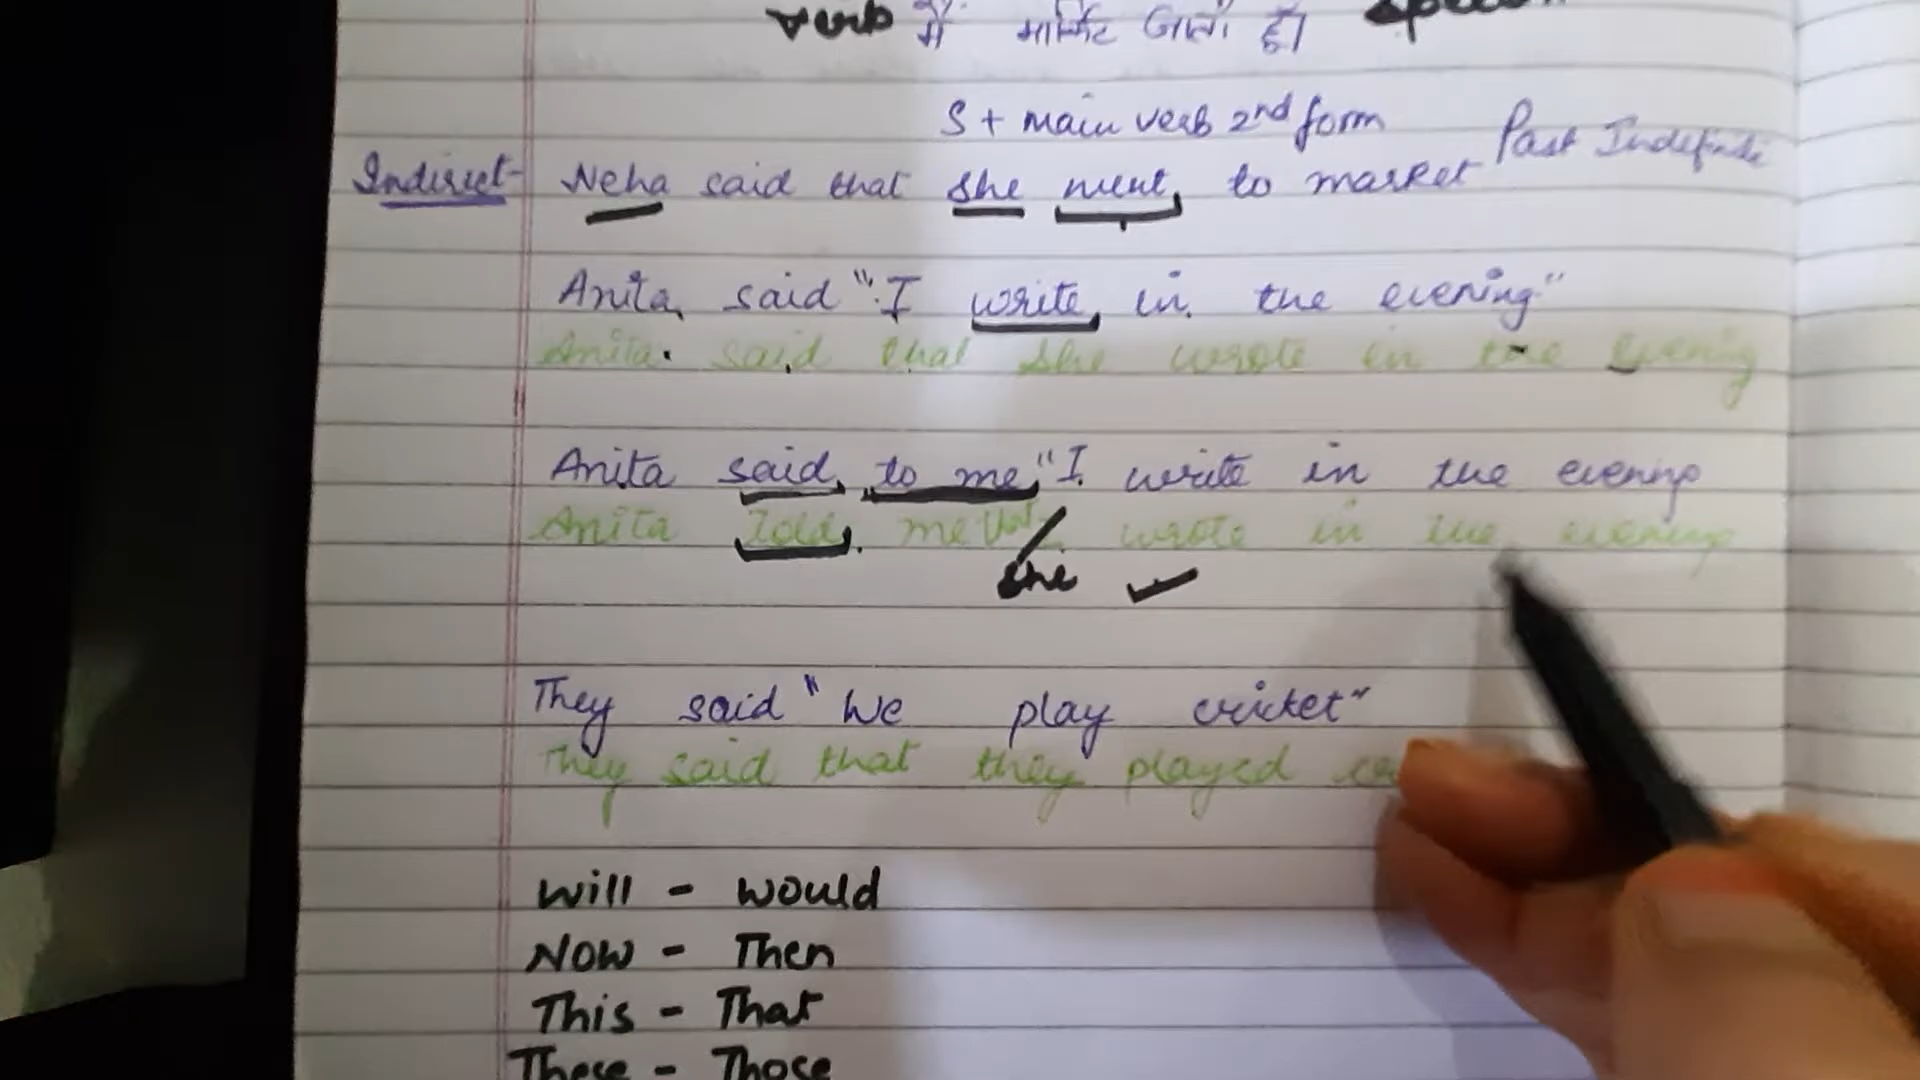 verb में जाता है।
S + main verb 2nd form Past Indefinite
Indirect- Neha said that she went to market
Anita said "I write in the evening"
Anita said that she wrote in the evening
Anita said to me "I write in the evening
Anita told me that wrote in the evening
she ✓
They said "We play cricket"
They said that they played
Will - Would
Now - Then
This - That
These - Those